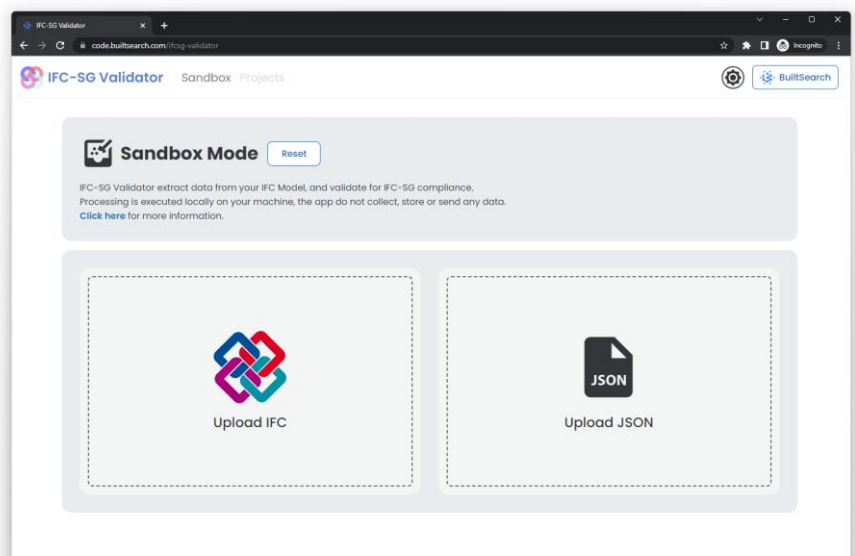 IFC-SG Validator
code.builtsearch.com/ifcsg-validator
Incognito
IFC-SG Validator Sandbox Projects
BuiltSearch
Sandbox Mode Reset
IFC-SG Validator extract data from your IFC Model, and validate for IFC-SG compliance.
Processing is executed locally on your machine, the app do not collect, store or send any data.
Click here for more information.
Upload IFC
JSON
Upload JSON